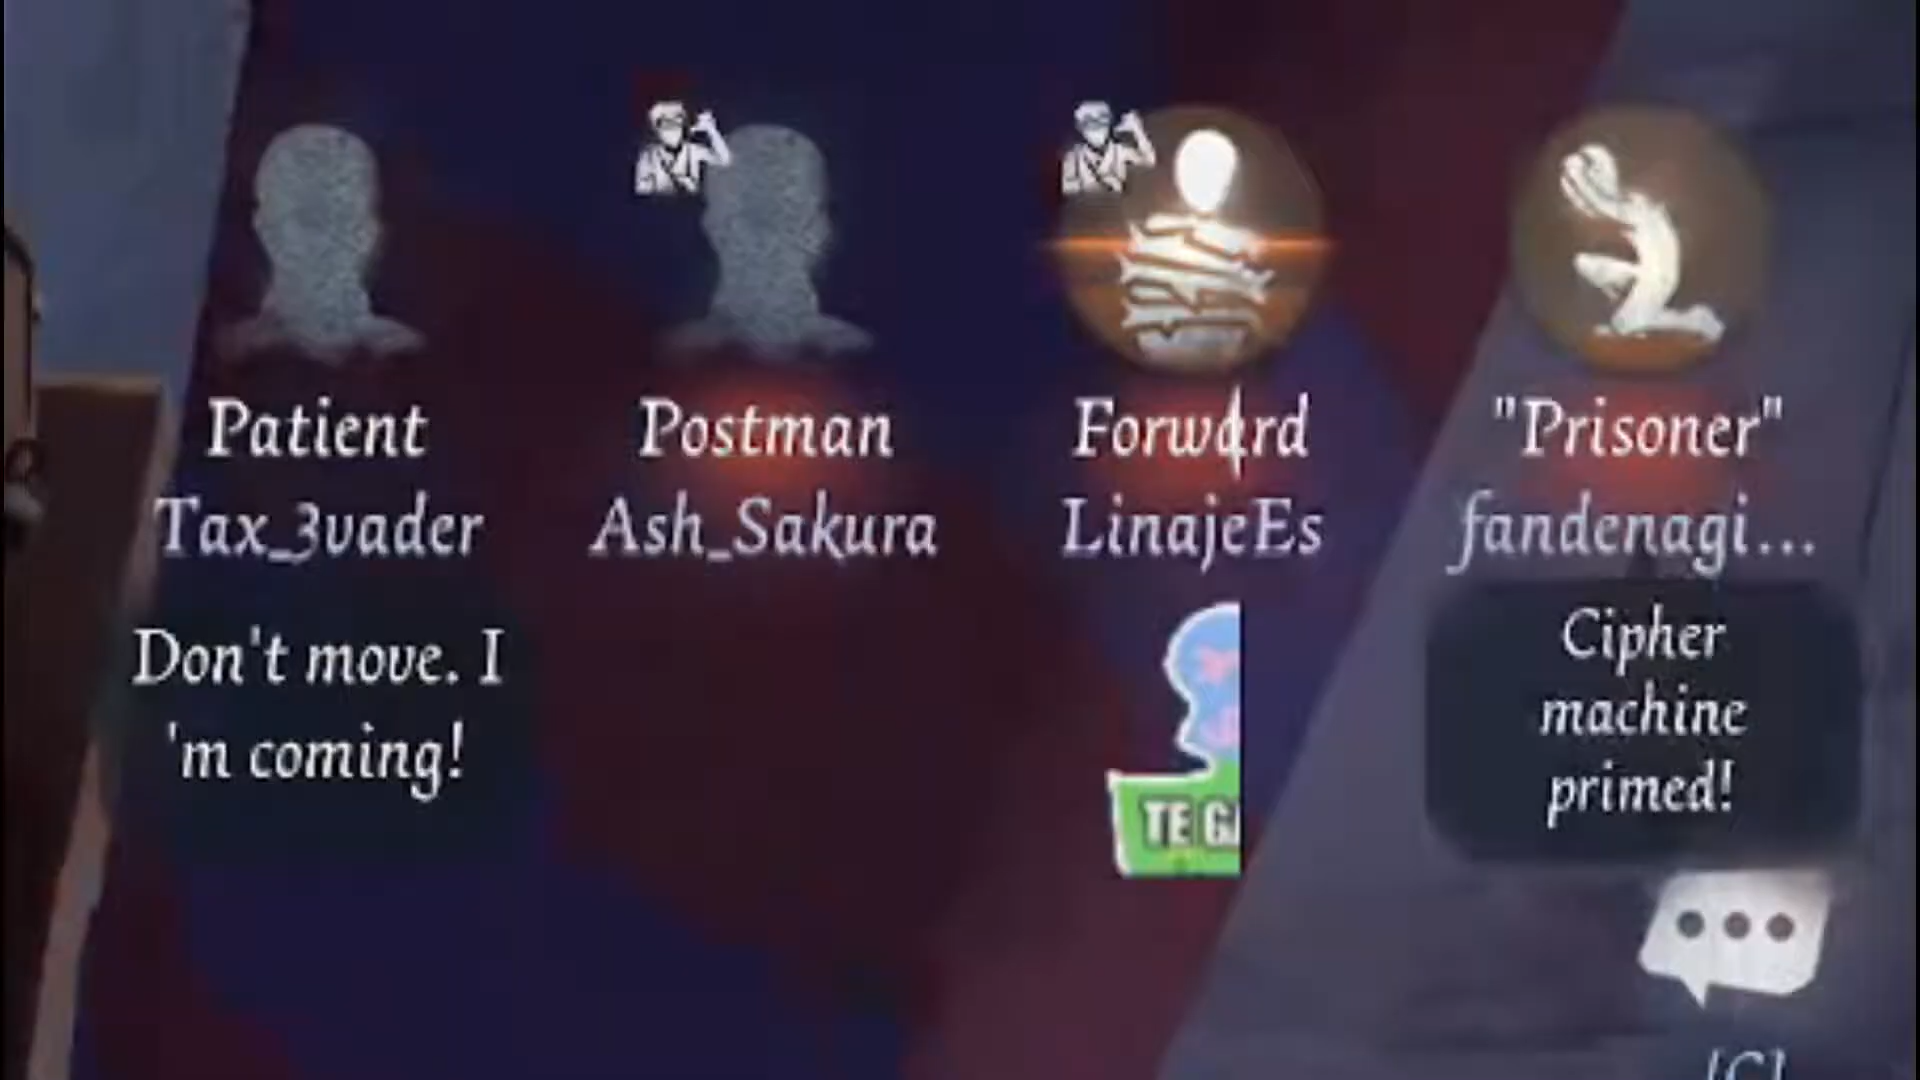 Patient
Tax_3vader
Don't move. I
'm coming!
Postman
Ash_Sakura
Forward
LinajeEs
TE
"Prisoner"
fandenagi...
Cipher
machine
primed!